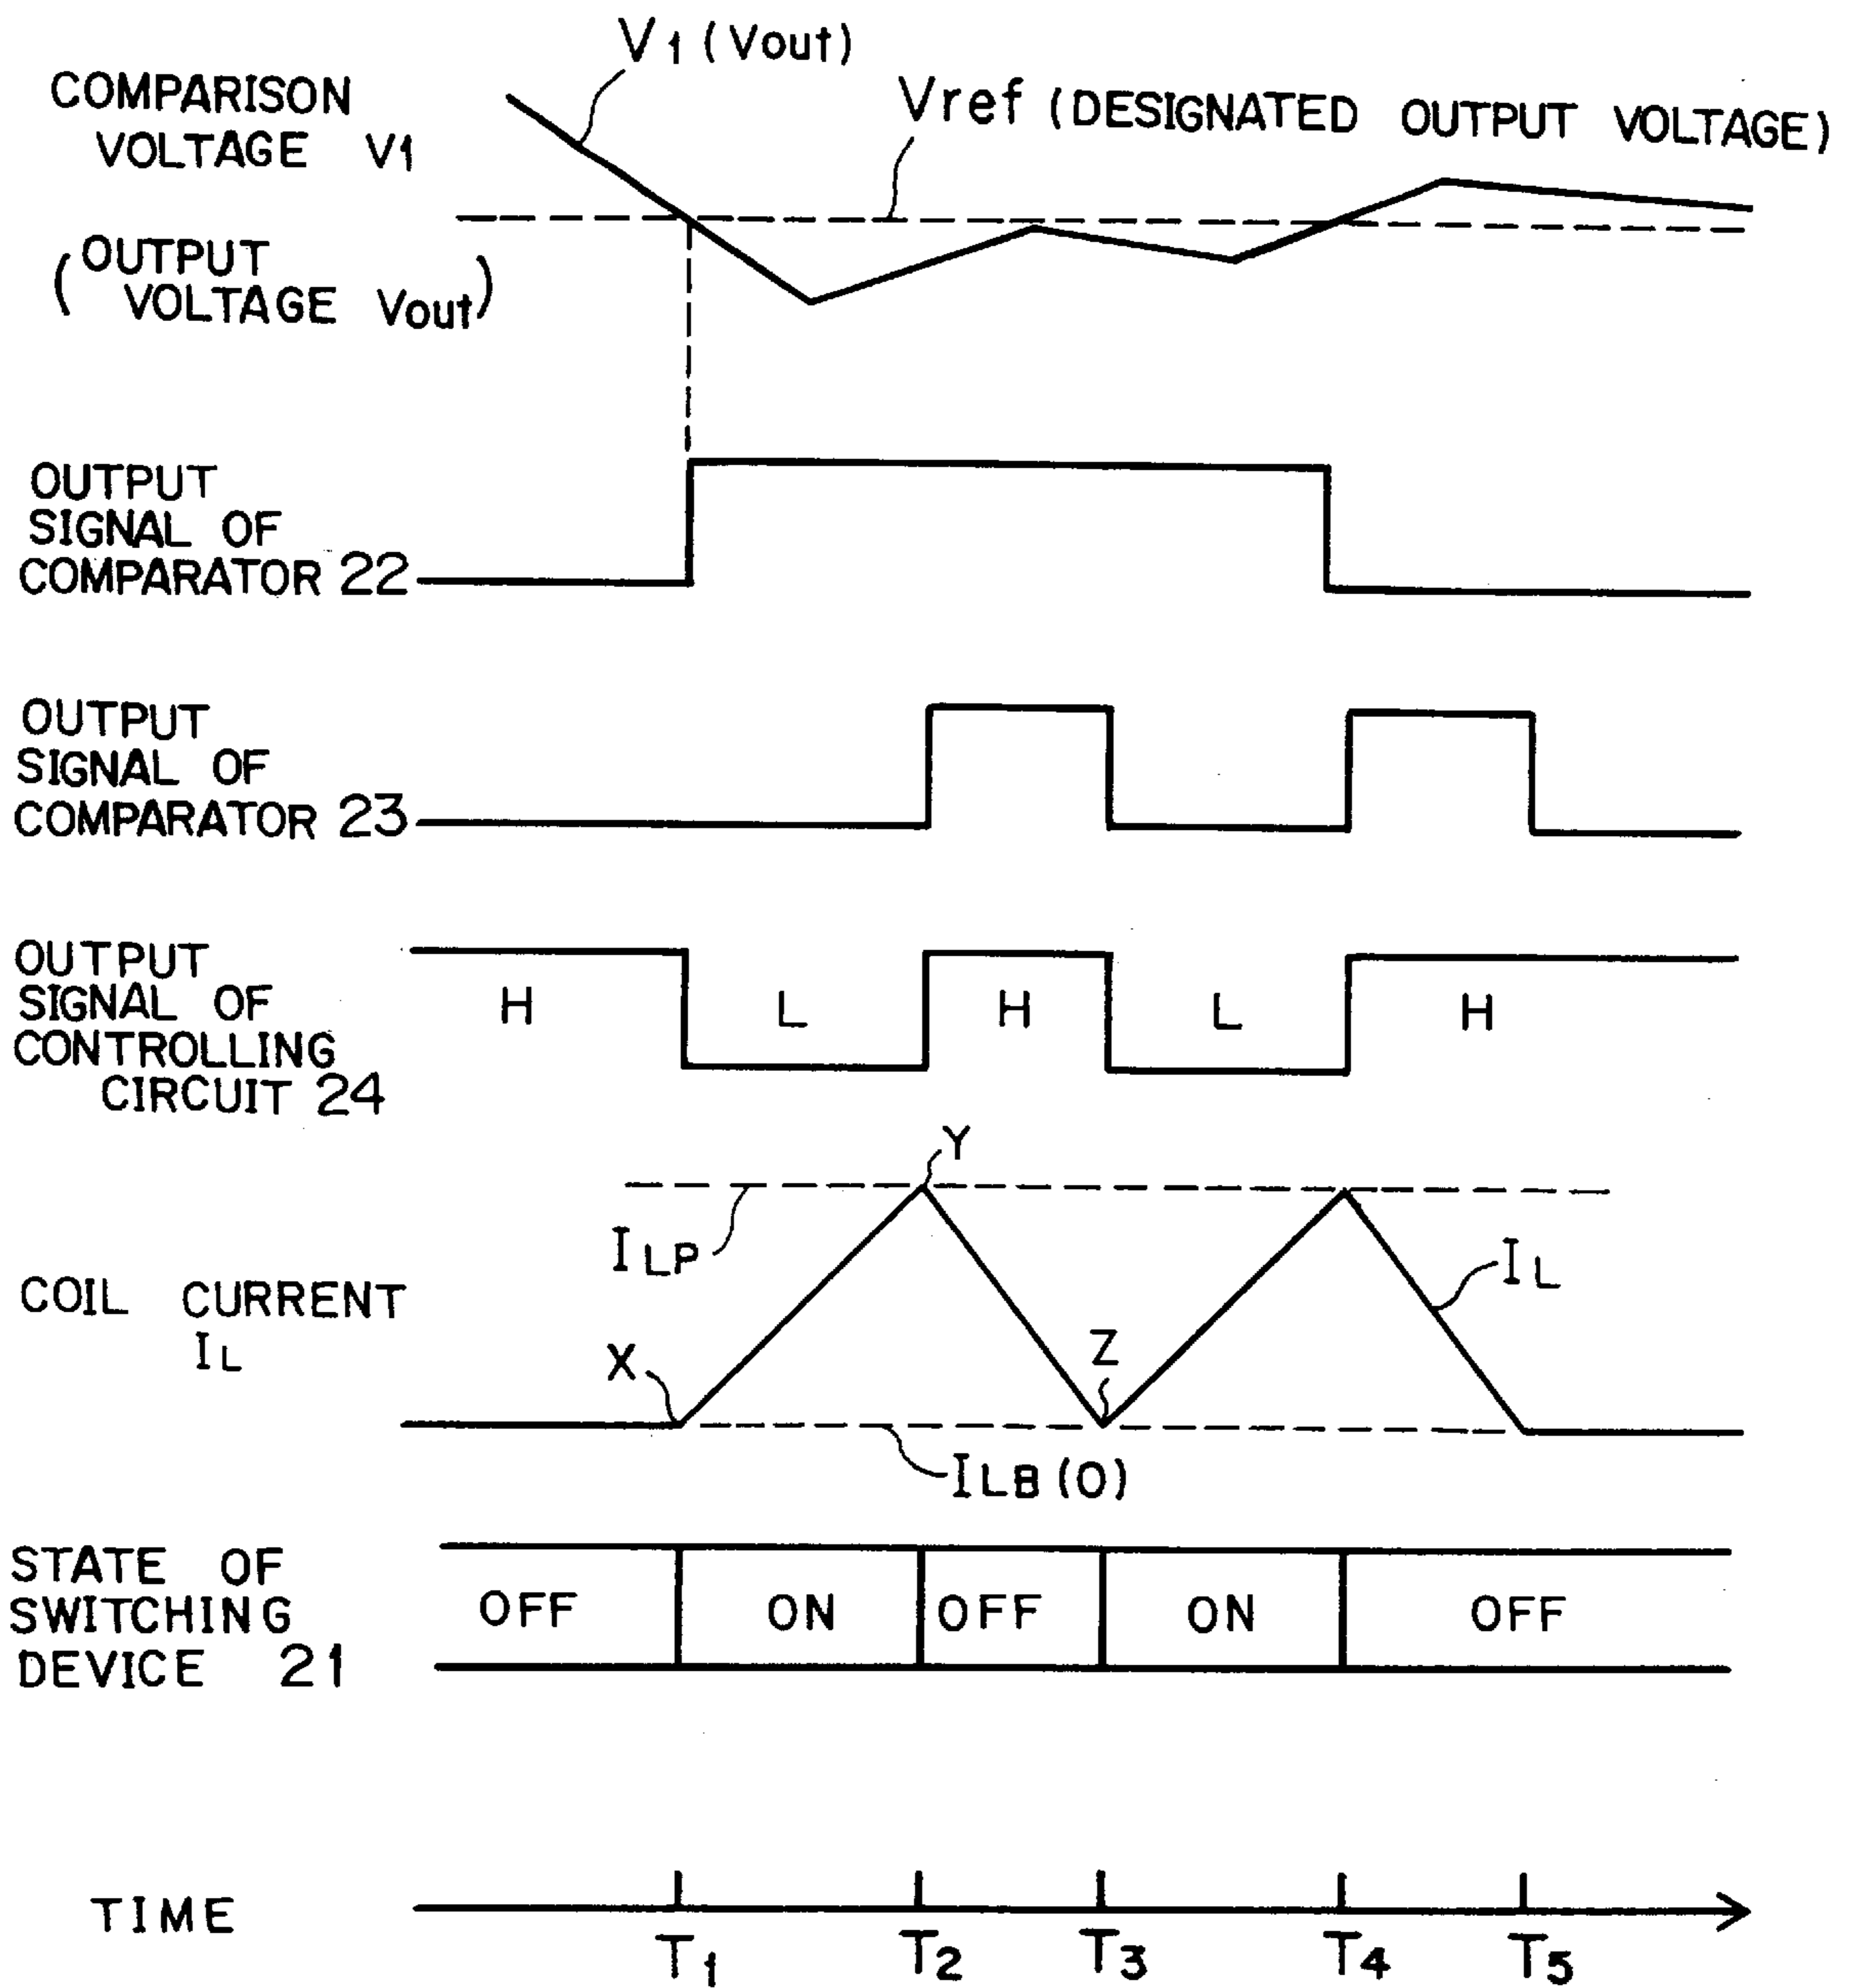 V1 (Vout)
COMPARISON
VOLTAGE V1
Vref (DESIGNATED OUTPUT VOLTAGE)
(OUTPUT
VOLTAGE Vout)
OUTPUT
SIGNAL OF
COMPARATOR 22
OUTPUT
SIGNAL OF
COMPARATOR 23
OUTPUT
SIGNAL OF
CONTROLLING
CIRCUIT 24
H L H L H
Y
ILP
IL
COIL CURRENT
IL
X
Z
ILB (0)
STATE OF
SWITCHING
DEVICE 21
OFF ON OFF ON OFF
TIME
T1 T2 T3 T4 T5